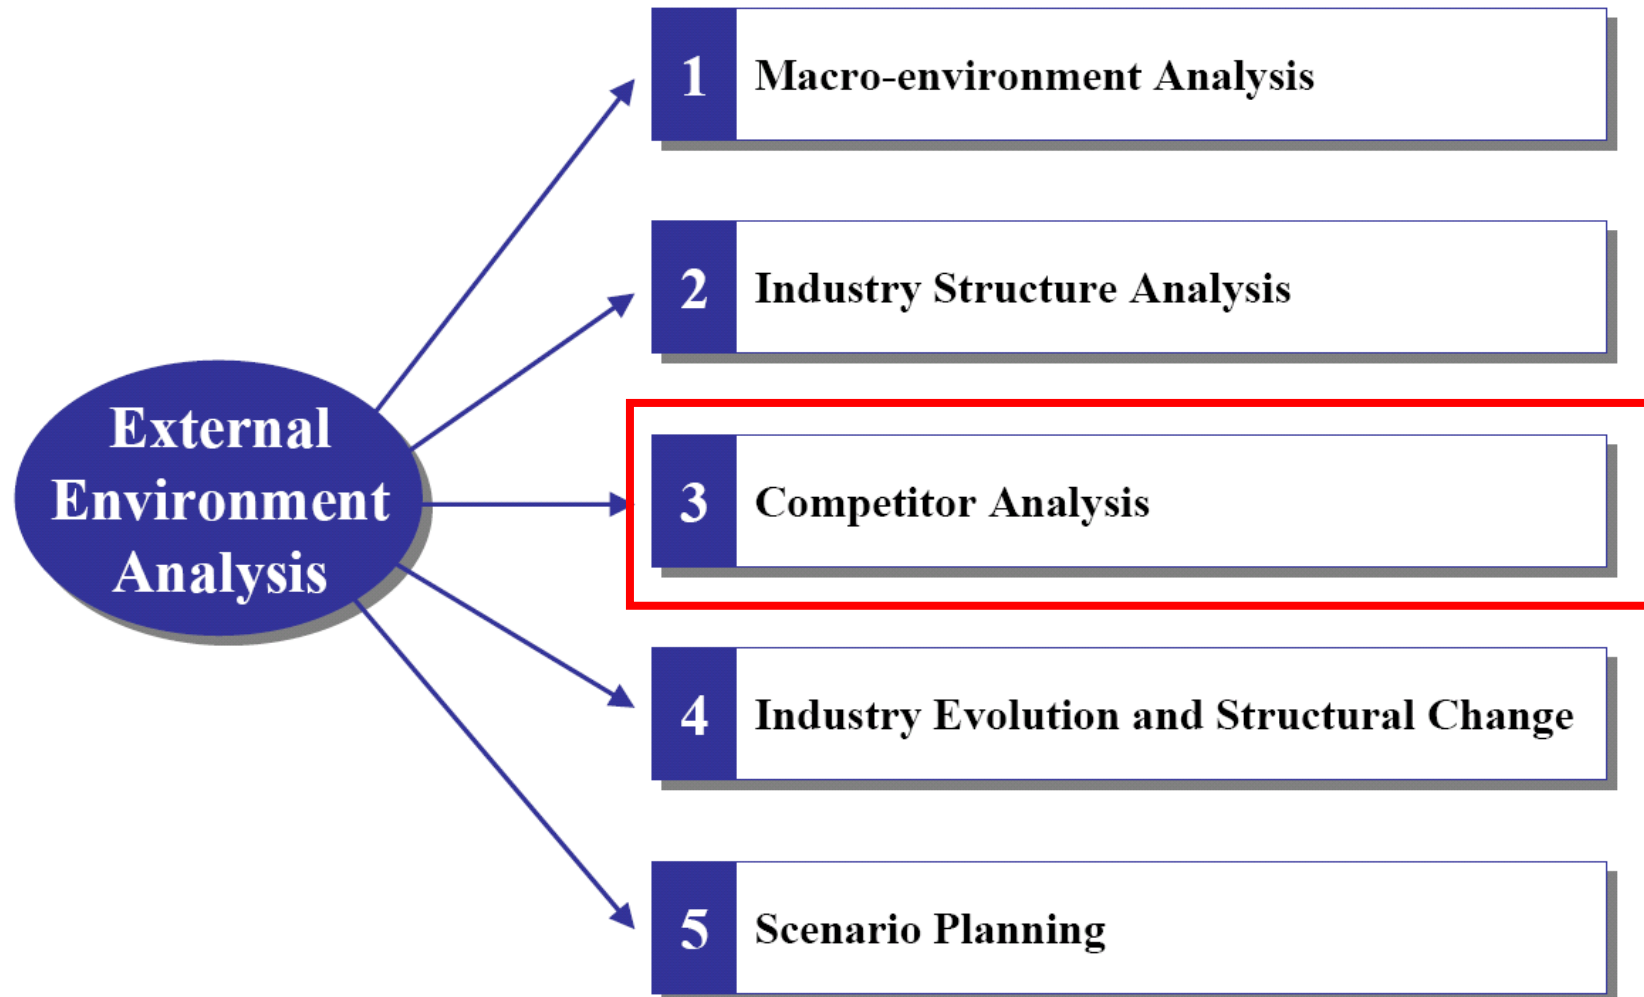 External
Environment
Analysis
1 Macro-environment Analysis
2 Industry Structure Analysis
3 Competitor Analysis
4 Industry Evolution and Structural Change
5 Scenario Planning